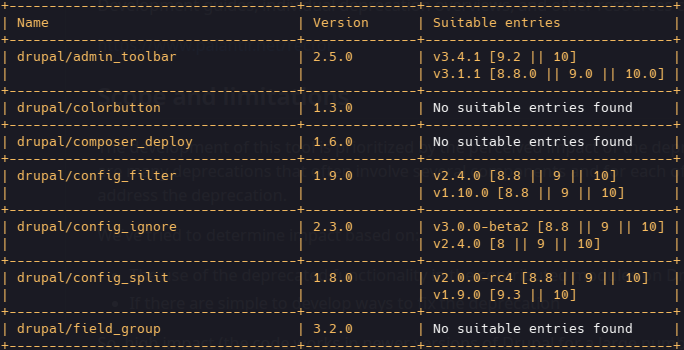 Name | Version | Suitable entries
drupal/admin_toolbar | 2.5.0 | v3.4.1 [9.2 || 10]
v3.1.1 [8.8.0 || 9.0 || 10.0]
drupal/colorbutton | 1.3.0 | No suitable entries found
drupal/composer_deploy | 1.6.0 | No suitable entries found
drupal/config_filter | 1.9.0 | v2.4.0 [8.8 || 9 || 10]
v1.10.0 [8.8 || 9 || 10]
drupal/config_ignore | 2.3.0 | v3.0.0-beta2 [8.8 || 9 || 10]
v2.4.0 [8 || 9 || 10]
drupal/config_split | 1.8.0 | v2.0.0-rc4 [8.8 || 9 || 10]
v1.9.0 [9.3 || 10]
drupal/field_group | 3.2.0 | No suitable entries found